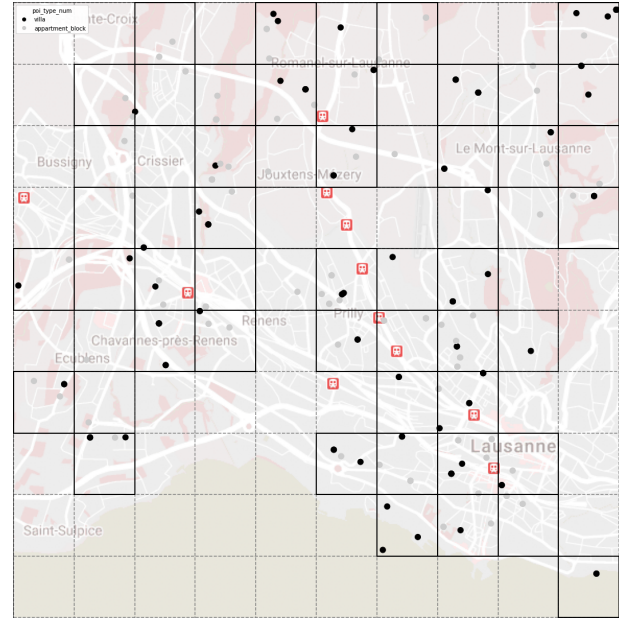 poi_type_num
villa
appartment_block
te-Croix
Romanel-sur-Lausanne
Bussigny
Crissier
Le Mont-sur-Lausanne
Jouxtens-Mezery
Renens
Prilly
Chavannes-près-Renens
Ecublens
Lausanne
Saint-Sulpice